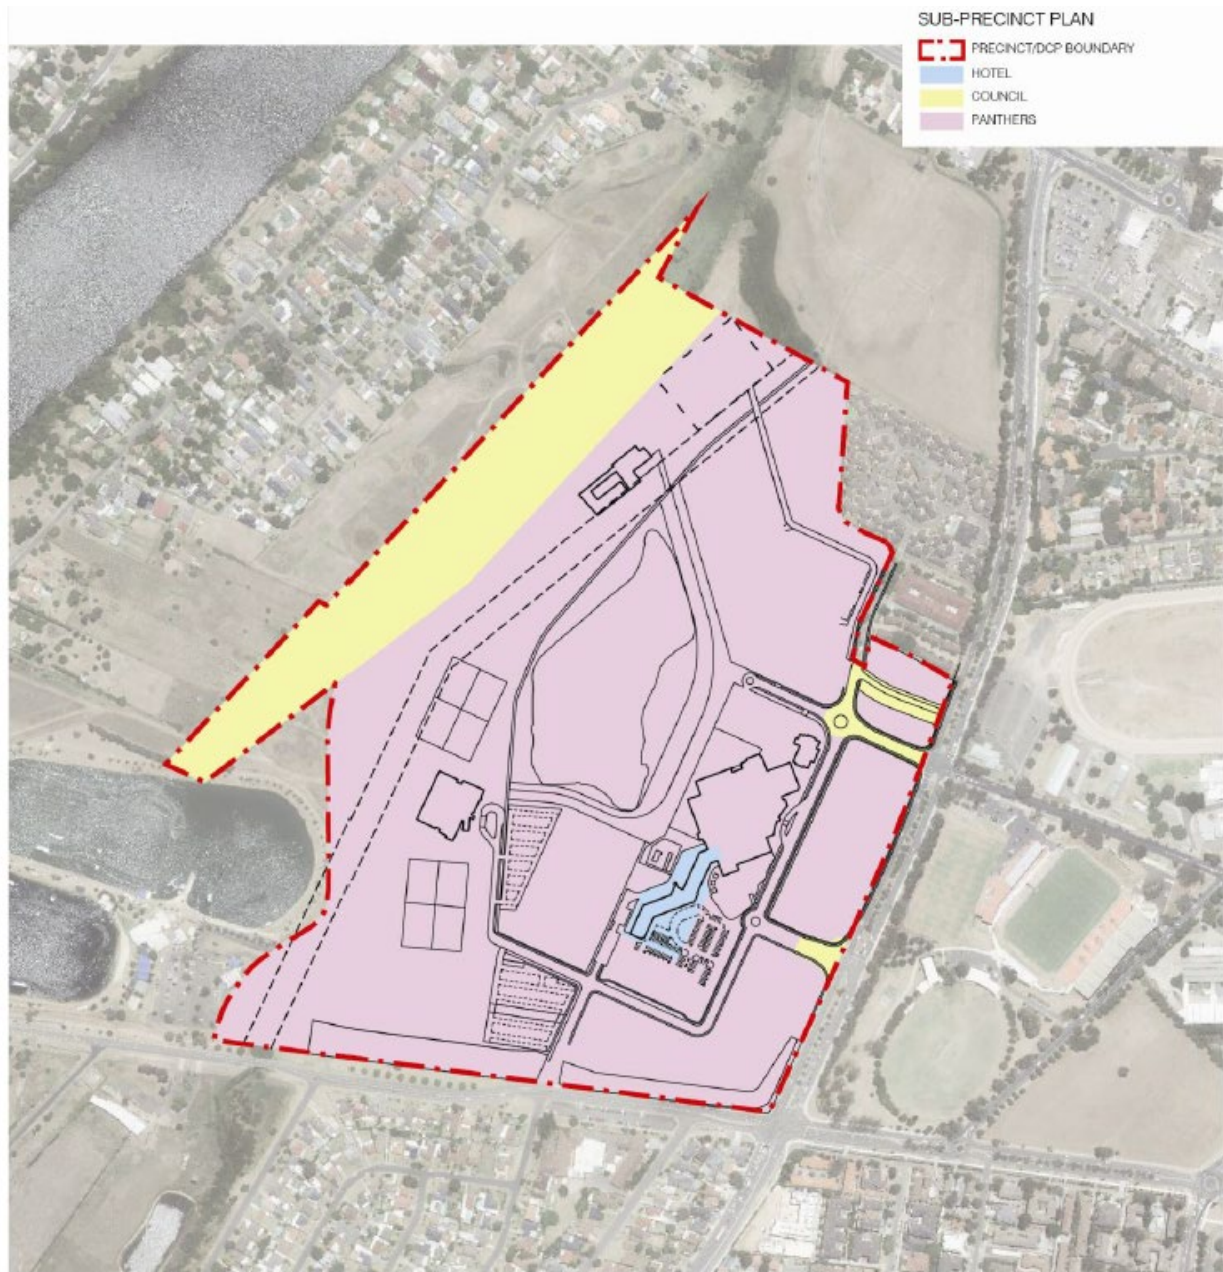 SUB-PRECINCT PLAN
PRECINCT/DCP BOUNDARY
HOTEL
COUNCIL
PANTHERS